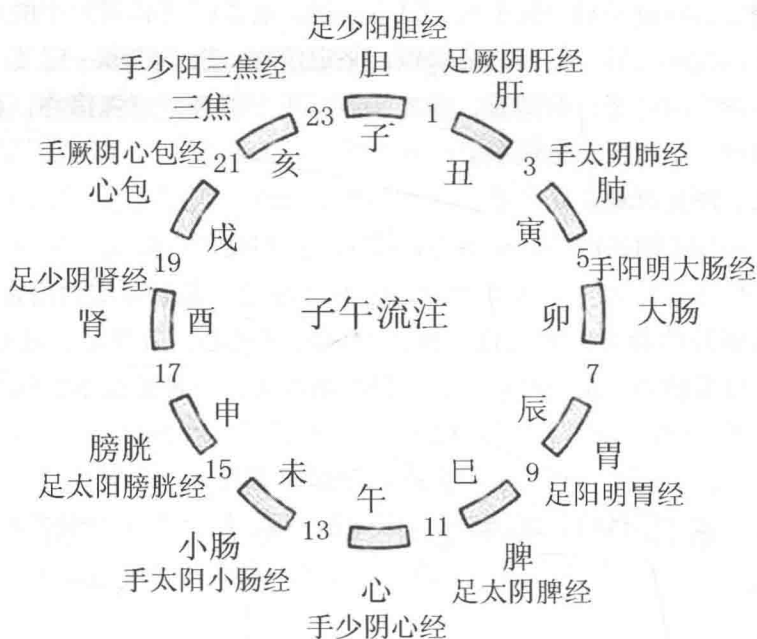 足少阳胆经
胆
子
1
足厥阴肝经
肝
丑
3
手太阴肺经
肺
寅
5
手阳明大肠经
大肠
卯
7
辰
胃
足阳明胃经
9
巳
脾
足太阴脾经
11
午
心
手少阴心经
13
未
小肠
手太阳小肠经
15
申
膀胱
足太阳膀胱经
17
酉
肾
足少阴肾经
19
戌
心包
手厥阴心包经
21
亥
三焦
手少阳三焦经
23
子午流注